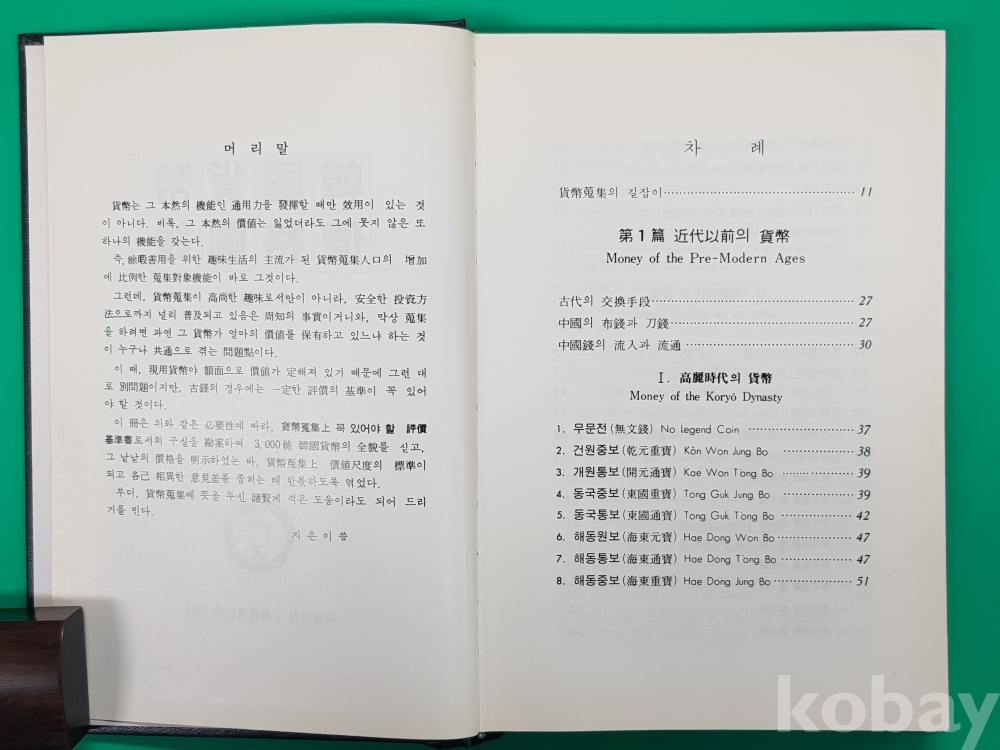 머 리 말
貨幣는 그 本然의 機能인 通用力을 發揮할 때만 效用이 있는 것
이 아니다. 비록, 그 本然의 價値는 잃었더라도 그에 못지 않은 또
하나의 機能을 갖는다.
즉, 餘暇善用을 위한 趣味生活의 主流가 된 貨幣蒐集人口의 增加
에 比例한 蒐集對象機能이 바로 그것이다.
그런데, 貨幣蒐集이 高尙한 趣味로서만이 아니라, 安全한 投資方
法으로까지 널리 普及되고 있음은 周知의 事實이거니와, 막상 蒐集
을 하려면 과연 그 貨幣가 얼마의 價値를 保有하고 있느냐 하는 것
이 누구나 共通으로 겪는 問題點이다.
이 때, 現用貨幣야 額面으로 價値가 定해져 있기 때문에 그런 대
로 別問題이지만, 古錢의 경우에는 一定한 評價의 基準이 꼭 있어
야 할 것이다.
이 冊은 위와 같은 必要性에 따라, 貨幣蒐集上 꼭 있어야 할 評價
基準書로서의 구실을 勘案하여 3,000餘 韓國貨幣의 全貌를 싣고,
그 낱낱의 價格을 明示하였는 바, 貨幣蒐集上 價値尺度의 標準이
되고 各己 相異한 意見差를 좁히는 데 만분하도록 엮었다.
부디, 貨幣蒐集에 뜻을 두신 諸賢께 적은 도움이라도 되어 드리
기를 빈다.
지 은 이 씀
차 례
貨幣蒐集의 길잡이 ································ 11
第1篇 近代以前의 貨幣
Money of the Pre-Modern Ages
古代의 交換手段 ································ 27
中國의 布錢과 刀錢 ································ 27
中國錢의 流入과 流通 ································ 30
Ⅰ. 高麗時代의 貨幣
Money of the Koryŏ Dynasty
1. 무문전(無文錢) No Legend Coin ················ 37
2. 건원중보(乾元重寶) Kŏn Won Jung Bo ············ 38
3. 개원통보(開元通寶) Kae Won T'ong Bo ············ 39
4. 동국중보(東國重寶) Tong Guk Jung Bo ············ 39
5. 동국통보(東國通寶) Tong Guk T'ong Bo ············ 42
6. 해동원보(海東元寶) Hae Dong Won Bo ············ 47
7. 해동통보(海東通寶) Hae Dong T'ong Bo ············ 47
8. 해동중보(海東重寶) Hae Dong Jung Bo ············ 51
kobay